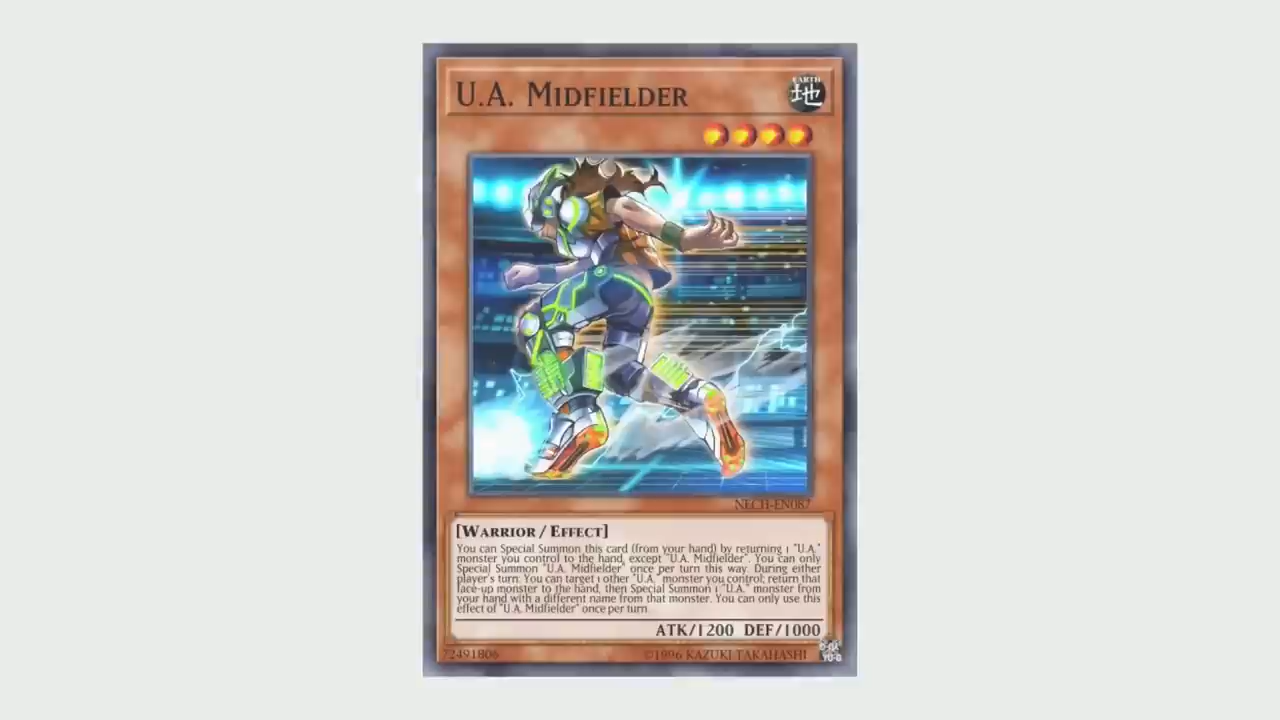 U.A. MIDFIELDER
EARTH
地
NECH-EN087
[WARRIOR / EFFECT]
You can Special Summon this card (from your hand) by returning 1 "U.A."
monster you control to the hand, except "U.A. Midfielder". You can only
Special Summon "U.A. Midfielder" once per turn this way. During either
player's turn: You can target 1 other "U.A." monster you control; return that
face-up monster to the hand, then Special Summon 1 "U.A." monster from
your hand with a different name from that monster. You can only use this
effect of "U.A. Midfielder" once per turn.
ATK/1200 DEF/1000
72491806
©1996 KAZUKI TAKAHASHI